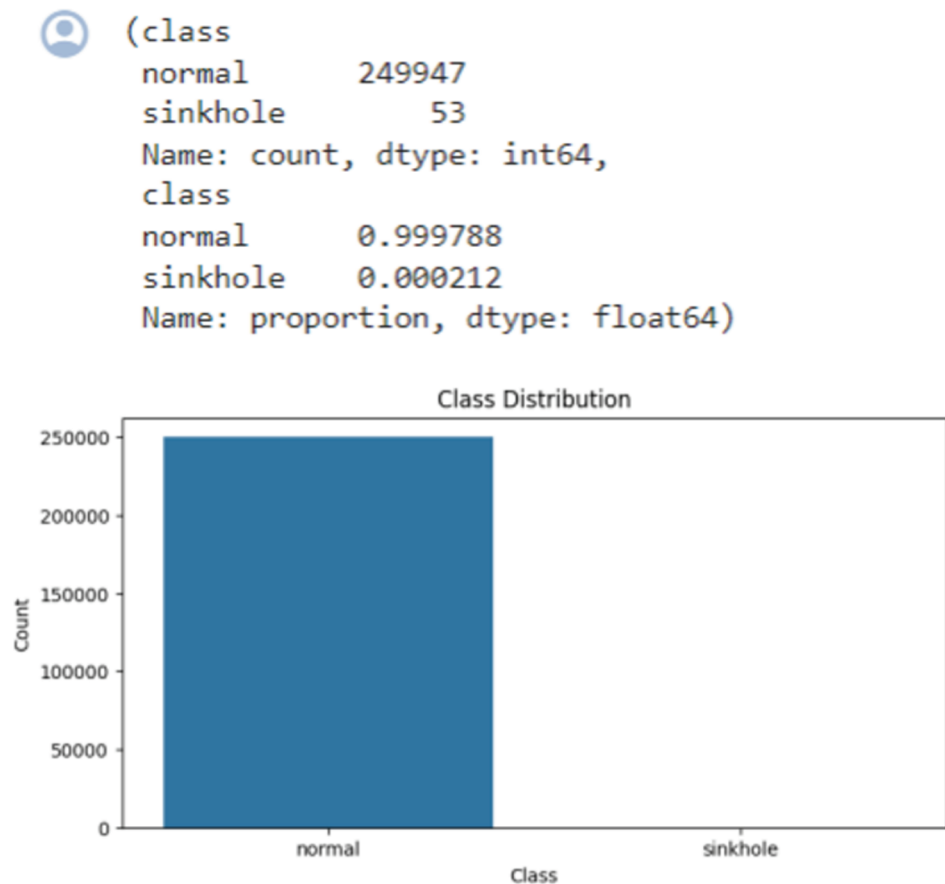 (class
normal 249947
sinkhole 53
Name: count, dtype: int64,
class
normal 0.999788
sinkhole 0.000212
Name: proportion, dtype: float64)
Class Distribution
250000
200000
150000
100000
50000
0
Count
normal sinkhole
Class